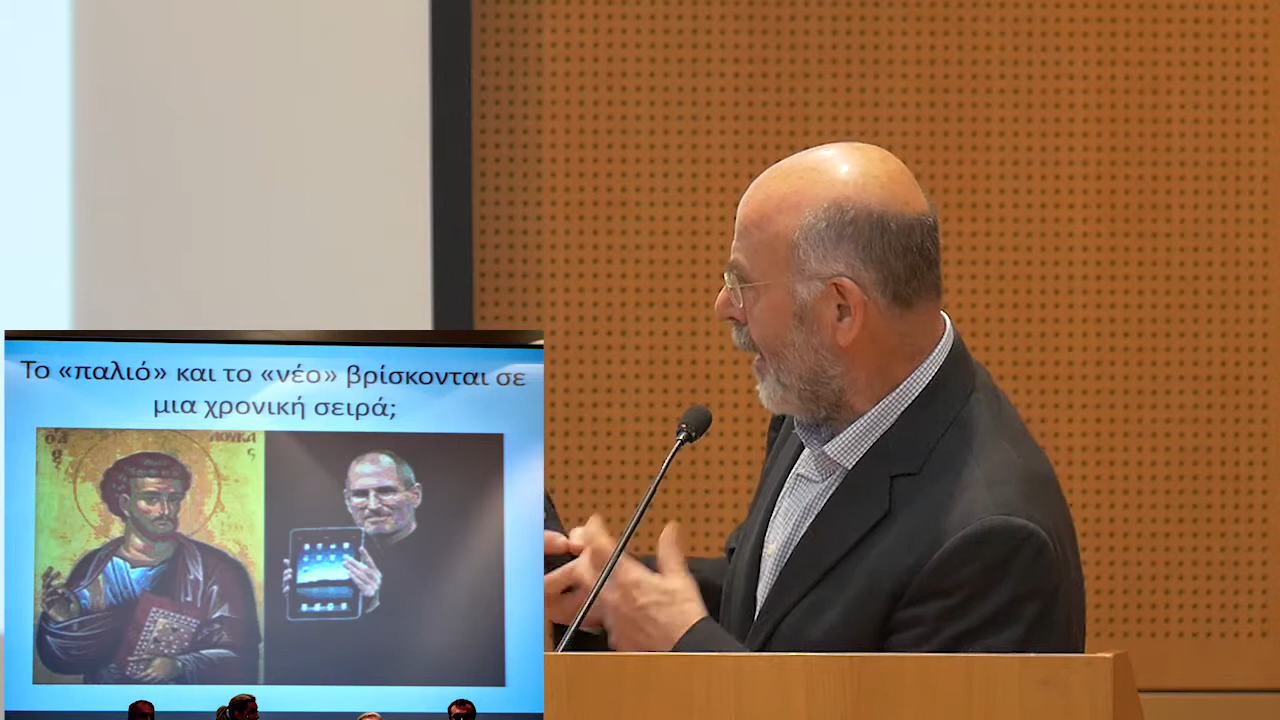 Το «παλιό» και το «νέο» βρίσκονται σε
μια χρονική σειρά;
ΛΟΥΚΑ
ς